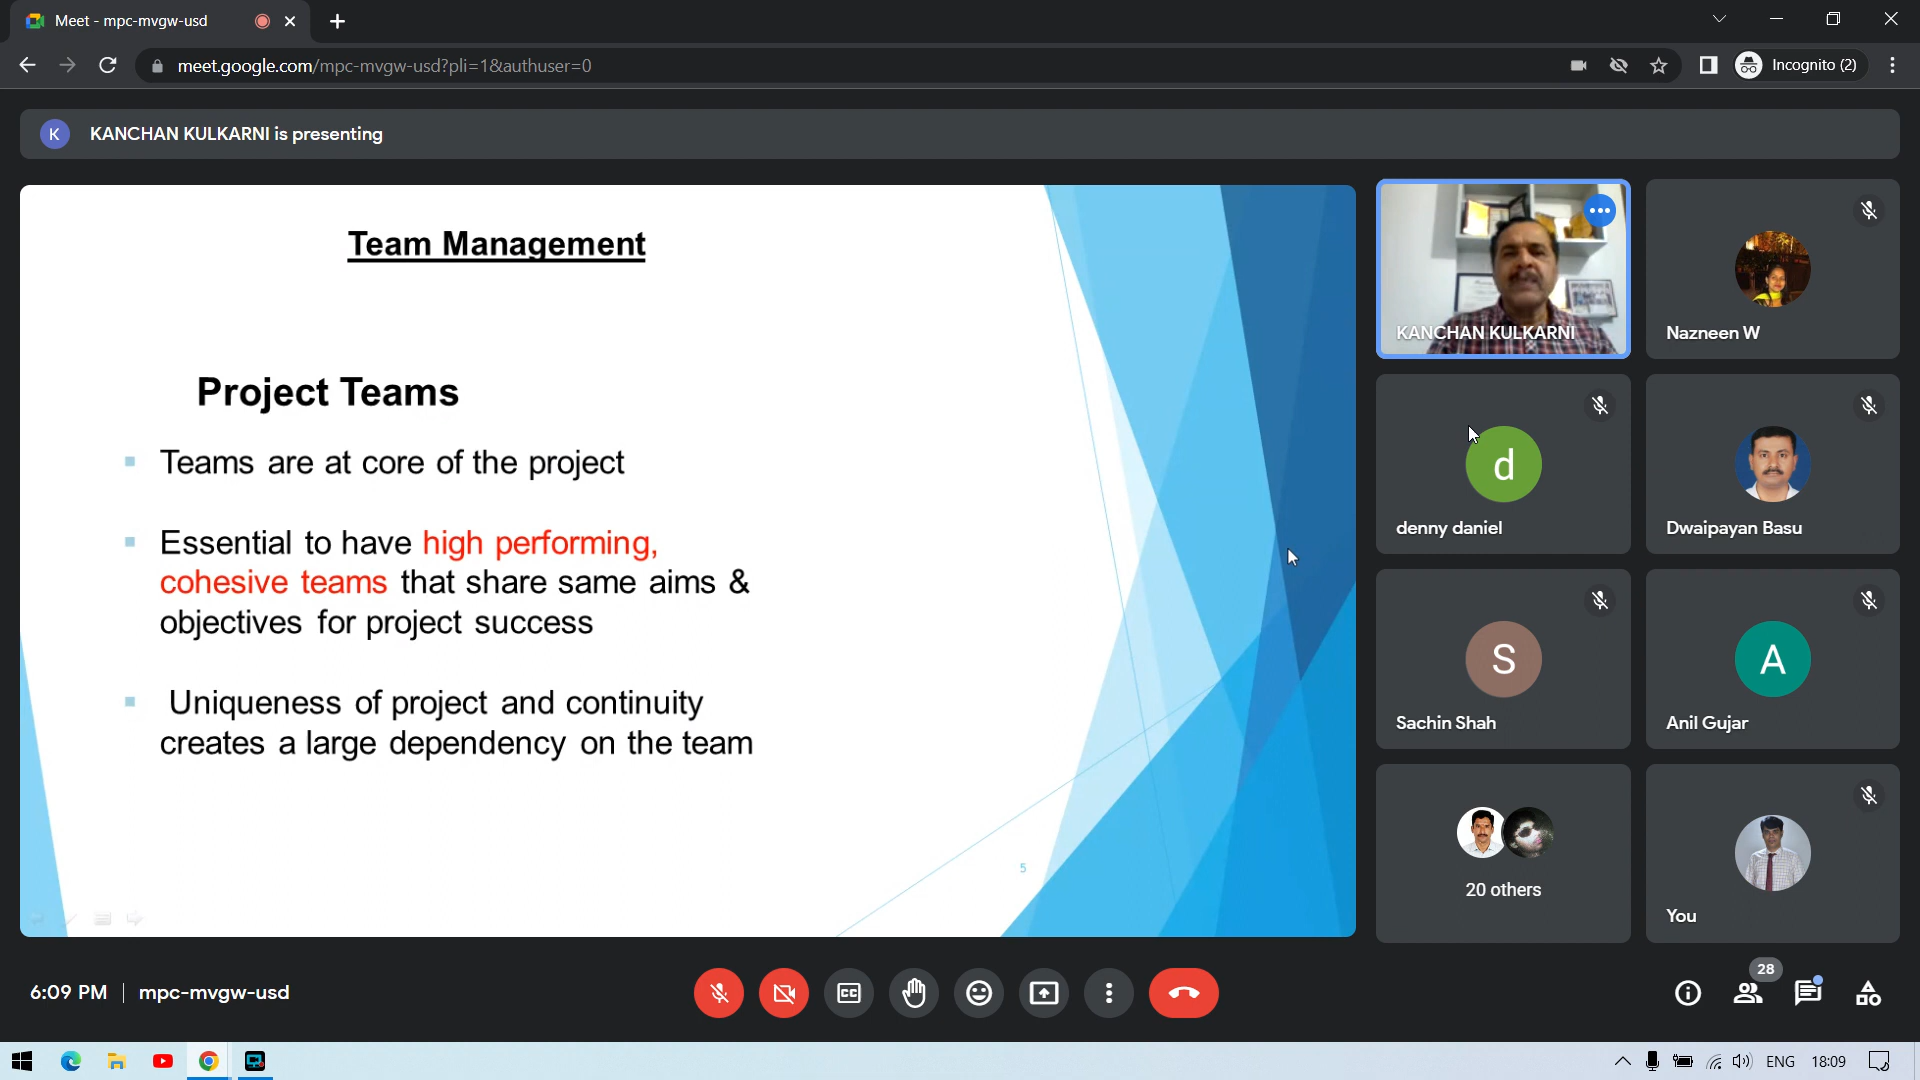 Meet - mpc-mvgw-usd
meet.google.com/mpc-mvgw-usd?pli=1&authuser=0
Incognito (2)
K
KANCHAN KULKARNI is presenting
Team Management
Project Teams
Teams are at core of the project
Essential to have high performing,
cohesive teams that share same aims &
objectives for project success
Uniqueness of project and continuity
creates a large dependency on the team
5
KANCHAN KULKARNI
Nazneen W
d
denny daniel
Dwaipayan Basu
S
Sachin Shah
A
Anil Gujar
20 others
You
6:09 PM
mpc-mvgw-usd
CC
28
ENG
18:09